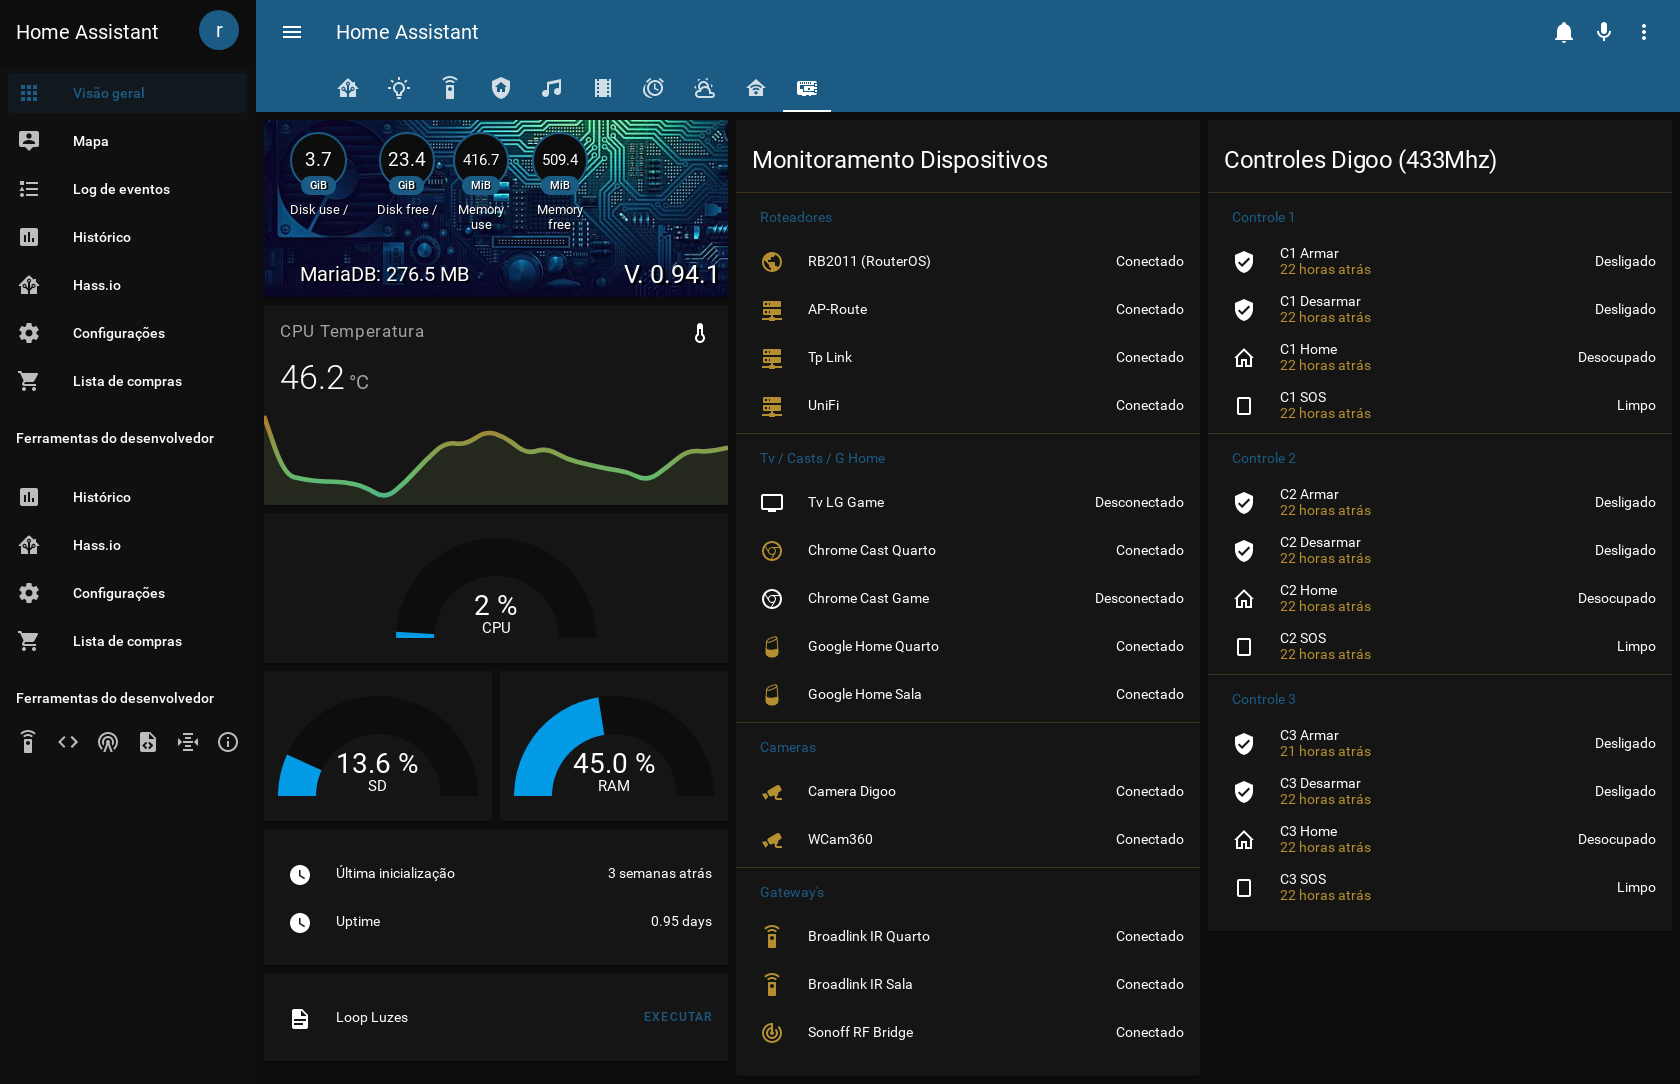 Home Assistant
r
Visão geral
Mapa
Log de eventos
Histórico
Hass.io
Configurações
Lista de compras
Ferramentas do desenvolvedor
Histórico
Hass.io
Configurações
Lista de compras
Ferramentas do desenvolvedor
Home Assistant
3.7
GiB
Disk use /
23.4
GiB
Disk free /
416.7
MiB
Memory
use
509.4
MiB
Memory
free
MariaDB: 276.5 MB
V. 0.94.1
CPU Temperatura
46.2 °C
2 %
CPU
13.6 %
SD
45.0 %
RAM
Última inicialização 3 semanas atrás
Uptime 0.95 days
Loop Luzes EXECUTAR
Monitoramento Dispositivos
Roteadores
RB2011 (RouterOS) Conectado
AP-Route Conectado
Tp Link Conectado
UniFi Conectado
Tv / Casts / G Home
Tv LG Game Desconectado
Chrome Cast Quarto Conectado
Chrome Cast Game Desconectado
Google Home Quarto Conectado
Google Home Sala Conectado
Cameras
Camera Digoo Conectado
WCam360 Conectado
Gateway's
Broadlink IR Quarto Conectado
Broadlink IR Sala Conectado
Sonoff RF Bridge Conectado
Controles Digoo (433Mhz)
Controle 1
C1 Armar Desligado
22 horas atrás
C1 Desarmar Desligado
22 horas atrás
C1 Home Desocupado
22 horas atrás
C1 SOS Limpo
22 horas atrás
Controle 2
C2 Armar Desligado
22 horas atrás
C2 Desarmar Desligado
22 horas atrás
C2 Home Desocupado
22 horas atrás
C2 SOS Limpo
22 horas atrás
Controle 3
C3 Armar Desligado
21 horas atrás
C3 Desarmar Desligado
22 horas atrás
C3 Home Desocupado
22 horas atrás
C3 SOS Limpo
22 horas atrás